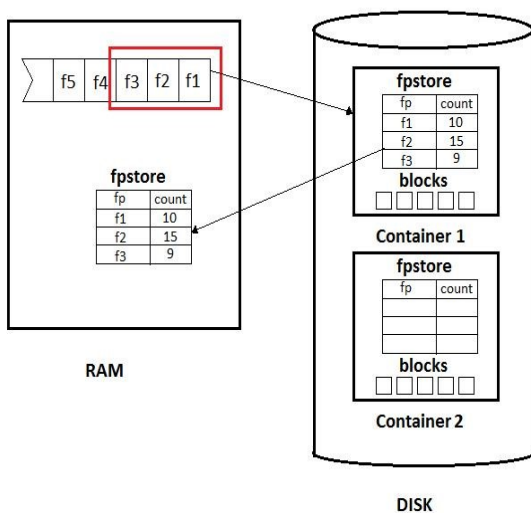 f5 f4 f3 f2 f1
fpstore
fp count
f1 10
f2 15
f3 9
RAM
fpstore
fp count
f1 10
f2 15
f3 9
blocks
Container 1
fpstore
fp count
blocks
Container 2
DISK